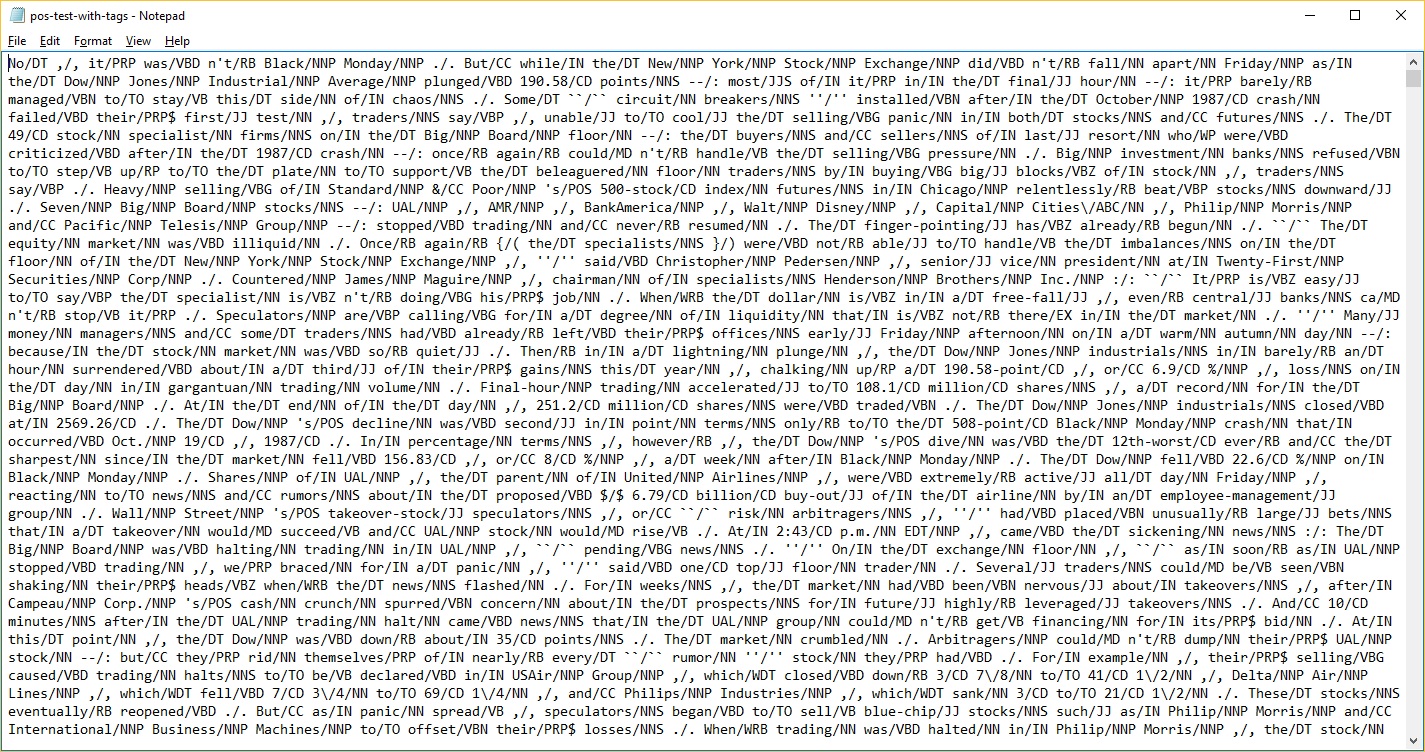 pos-test-with-tags - Notepad
File Edit Format View Help
No/DT ,/, it/PRP was/VBD n't/RB Black/NNP Monday/NNP ./. But/CC while/IN the/DT New/NNP York/NNP Stock/NNP Exchange/NNP did/VBD n't/RB fall/NN apart/NN Friday/NNP as/IN
the/DT Dow/NNP Jones/NNP Industrial/NNP Average/NNP plunged/VBD 190.58/CD points/NNS --/: most/JJS of/IN it/PRP in/IN the/DT final/JJ hour/NN --/: it/PRP barely/RB
managed/VBN to/TO stay/VB this/DT side/NN of/IN chaos/NNS ./. Some/DT ``/`` circuit/NN breakers/NNS ''/'' installed/VBN after/IN the/DT October/NNP 1987/CD crash/NN
failed/VBD their/PRP$ first/JJ test/NN ,/, traders/NNS say/VBP ,/, unable/JJ to/TO cool/JJ the/DT selling/VBG panic/NN in/IN both/DT stocks/NNS and/CC futures/NNS ./. The/DT
49/CD stock/NN specialist/NN firms/NNS on/IN the/DT Big/NNP Board/NNP floor/NN --/: the/DT buyers/NNS and/CC sellers/NNS of/IN last/JJ resort/NN who/WP were/VBD
criticized/VBD after/IN the/DT 1987/CD crash/NN --/: once/RB again/RB could/MD n't/RB handle/VB the/DT selling/VBG pressure/NN ./. Big/NNP investment/NN banks/NNS refused/VBN
to/TO step/VB up/RP to/TO the/DT plate/NN to/TO support/VB the/DT beleaguered/NN floor/NN traders/NNS by/IN buying/VBG big/JJ blocks/VBZ of/IN stock/NN ,/, traders/NNS
say/VBP ./. Heavy/NNP selling/VBG of/IN Standard/NNP &/CC Poor/NNP 's/POS 500-stock/CD index/NN futures/NNS in/IN Chicago/NNP relentlessly/RB beat/VBP stocks/NNS downward/JJ
./. Seven/NNP Big/NNP Board/NNP stocks/NNS --/: UAL/NNP ,/, AMR/NNP ,/, BankAmerica/NNP ,/, Walt/NNP Disney/NNP ,/, Capital/NNP Cities\/ABC/NN ,/, Philip/NNP Morris/NNP
and/CC Pacific/NNP Telesis/NNP Group/NNP --/: stopped/VBD trading/NN and/CC never/RB resumed/NN ./. The/DT finger-pointing/JJ has/VBZ already/RB begun/NN ./. ``/`` The/DT
equity/NN market/NN was/VBD illiquid/NN ./. Once/RB again/RB {/( the/DT specialists/NNS }/) were/VBD not/RB able/JJ to/TO handle/VB the/DT imbalances/NNS on/IN the/DT
floor/NN of/IN the/DT New/NNP York/NNP Stock/NNP Exchange/NNP ,/, ''/'' said/VBD Christopher/NNP Pedersen/NNP ,/, senior/JJ vice/NN president/NN at/IN Twenty-First/NNP
Securities/NNP Corp/NNP ./. Countered/NNP James/NNP Maguire/NNP ,/, chairman/NN of/IN specialists/NNS Henderson/NNP Brothers/NNP Inc./NNP :/: ``/`` It/PRP is/VBZ easy/JJ
to/TO say/VBP the/DT specialist/NN is/VBZ n't/RB doing/VBG his/PRP$ job/NN ./. When/WRB the/DT dollar/NN is/VBZ in/IN a/DT free-fall/JJ ,/, even/RB central/JJ banks/NNS ca/MD
n't/RB stop/VB it/PRP ./. Speculators/NNP are/VBP calling/VBG for/IN a/DT degree/NN of/IN liquidity/NN that/IN is/VBZ not/RB there/EX in/IN the/DT market/NN ./. ''/'' Many/JJ
money/NN managers/NNS and/CC some/DT traders/NNS had/VBD already/RB left/VBD their/PRP$ offices/NNS early/JJ Friday/NNP afternoon/NN on/IN a/DT warm/NN autumn/NN day/NN --/:
because/IN the/DT stock/NN market/NN was/VBD so/RB quiet/JJ ./. Then/RB in/IN a/DT lightning/NN plunge/NN ,/, the/DT Dow/NNP Jones/NNP industrials/NNS in/IN barely/RB an/DT
hour/NN surrendered/VBD about/IN a/DT third/JJ of/IN their/PRP$ gains/NNS this/DT year/NN ,/, chalking/NN up/RP a/DT 190.58-point/CD ,/, or/CC 6.9/CD %/NNP ,/, loss/NNS on/IN
the/DT day/NN in/IN gargantuan/NN trading/NN volume/NN ./. Final-hour/NNP trading/NN accelerated/JJ to/TO 108.1/CD million/CD shares/NNS ,/, a/DT record/NN for/IN the/DT
Big/NNP Board/NNP ./. At/IN the/DT end/NN of/IN the/DT day/NN ,/, 251.2/CD million/CD shares/NNS were/VBD traded/VBN ./. The/DT Dow/NNP Jones/NNP industrials/NNS closed/VBD
at/IN 2569.26/CD ./. The/DT Dow/NNP 's/POS decline/NN was/VBD second/JJ in/IN point/NN terms/NNS only/RB to/TO the/DT 508-point/CD Black/NNP Monday/NNP crash/NN that/IN
occurred/VBD Oct./NNP 19/CD ,/, 1987/CD ./. In/IN percentage/NN terms/NNS ,/, however/RB ,/, the/DT Dow/NNP 's/POS dive/NN was/VBD the/DT 12th-worst/CD ever/RB and/CC the/DT
sharpest/NN since/IN the/DT market/NN fell/VBD 156.83/CD ,/, or/CC 8/CD %/NNP ,/, a/DT week/NN after/IN Black/NNP Monday/NNP ./. The/DT Dow/NNP fell/VBD 22.6/CD %/NNP on/IN
Black/NNP Monday/NNP ./. Shares/NNP of/IN UAL/NNP ,/, the/DT parent/NN of/IN United/NNP Airlines/NNP ,/, were/VBD extremely/RB active/JJ all/DT day/NN Friday/NNP ,/,
reacting/NN to/TO news/NNS and/CC rumors/NNS about/IN the/DT proposed/VBD $/$ 6.79/CD billion/CD buy-out/JJ of/IN the/DT airline/NN by/IN an/DT employee-management/JJ
group/NN ./. Wall/NNP Street/NNP 's/POS takeover-stock/JJ speculators/NNS ,/, or/CC ``/`` risk/NN arbitragers/NNS ,/, ''/'' had/VBD placed/VBN unusually/RB large/JJ bets/NNS
that/IN a/DT takeover/NN would/MD succeed/VB and/CC UAL/NNP stock/NN would/MD rise/VB ./. At/IN 2:43/CD p.m./NN EDT/NNP ,/, came/VBD the/DT sickening/NN news/NNS :/: The/DT
Big/NNP Board/NNP was/VBD halting/NN trading/NN in/IN UAL/NNP ,/, ``/`` pending/VBG news/NNS ./. ''/'' On/IN the/DT exchange/NN floor/NN ,/, ``/`` as/IN soon/RB as/IN UAL/NNP
stopped/VBD trading/NN ,/, we/PRP braced/NN for/IN a/DT panic/NN ,/, ''/'' said/VBD one/CD top/JJ floor/NN trader/NN ./. Several/JJ traders/NNS could/MD be/VB seen/VBN
shaking/NN their/PRP$ heads/VBZ when/WRB the/DT news/NNS flashed/NN ./. For/IN weeks/NNS ,/, the/DT market/NN had/VBD been/VBN nervous/JJ about/IN takeovers/NNS ,/, after/IN
Campeau/NNP Corp./NNP 's/POS cash/NN crunch/NN spurred/VBN concern/NN about/IN the/DT prospects/NNS for/IN future/JJ highly/RB leveraged/JJ takeovers/NNS ./. And/CC 10/CD
minutes/NNS after/IN the/DT UAL/NNP trading/NN halt/NN came/VBD news/NNS that/IN the/DT UAL/NNP group/NN could/MD n't/RB get/VB financing/NN for/IN its/PRP$ bid/NN ./. At/IN
this/DT point/NN ,/, the/DT Dow/NNP was/VBD down/RB about/IN 35/CD points/NNS ./. The/DT market/NN crumbled/NN ./. Arbitragers/NNP could/MD n't/RB dump/NN their/PRP$ UAL/NNP
stock/NN --/: but/CC they/PRP rid/NN themselves/PRP of/IN nearly/RB every/DT ``/`` rumor/NN ''/'' stock/NN they/PRP had/VBD ./. For/IN example/NN ,/, their/PRP$ selling/VBG
caused/VBD trading/NN halts/NNS to/TO be/VB declared/VBD in/IN USAir/NNP Group/NNP ,/, which/WDT closed/VBD down/RB 3/CD 7\/8/NN to/TO 41/CD 1\/2/NN ,/, Delta/NNP Air/NNP
Lines/NNP ,/, which/WDT fell/VBD 7/CD 3\/4/NN to/TO 69/CD 1\/4/NN ,/, and/CC Philips/NNP Industries/NNP ,/, which/WDT sank/NN 3/CD to/TO 21/CD 1\/2/NN ./. These/DT stocks/NNS
eventually/RB reopened/VBD ./. But/CC as/IN panic/NN spread/VB ,/, speculators/NNS began/VBD to/TO sell/VB blue-chip/JJ stocks/NNS such/JJ as/IN Philip/NNP Morris/NNP and/CC
International/NNP Business/NNP Machines/NNP to/TO offset/VBN their/PRP$ losses/NNS ./. When/WRB trading/NN was/VBD halted/NN in/IN Philip/NNP Morris/NNP ,/, the/DT stock/NN